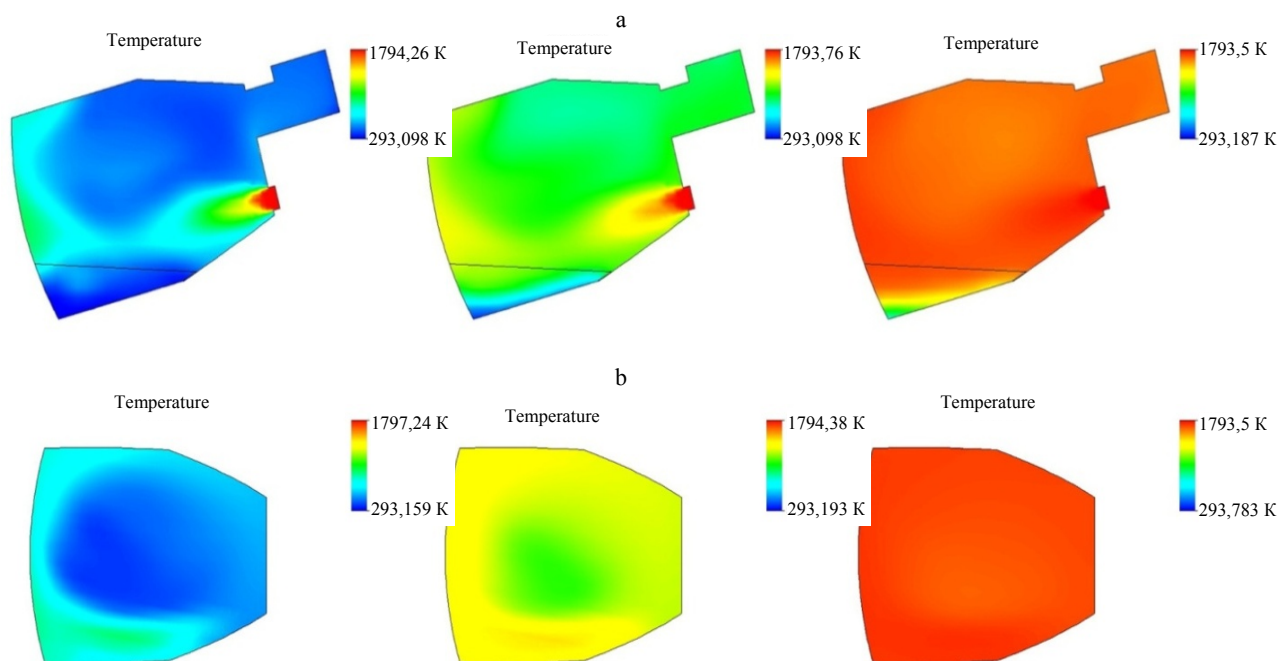 a
Temperature
1794,26 K
293,098 K
Temperature
1793,76 K
293,098 K
Temperature
1793,5 K
293,187 K
b
Temperature
1797,24 K
293,159 K
Temperature
1794,38 K
293,193 K
Temperature
1793,5 K
293,783 K